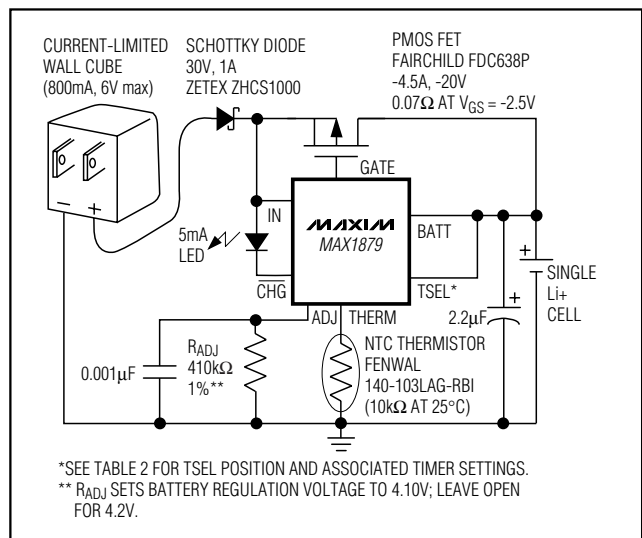 CURRENT-LIMITED
WALL CUBE
(800mA, 6V max)
SCHOTTKY DIODE
30V, 1A
ZETEX ZHCS1000
PMOS FET
FAIRCHILD FDC638P
-4.5A, -20V
0.07Ω AT VGS = -2.5V
GATE
IN
MAXIM
MAX1879
BATT
5mA
LED
CHG
TSEL*
ADJ
THERM
SINGLE
Li+
CELL
2.2µF
RADJ
410kΩ
1%**
0.001µF
NTC THERMISTOR
FENWAL
140-103LAG-RBI
(10kΩ AT 25°C)
*SEE TABLE 2 FOR TSEL POSITION AND ASSOCIATED TIMER SETTINGS.
** RADJ SETS BATTERY REGULATION VOLTAGE TO 4.10V; LEAVE OPEN
FOR 4.2V.